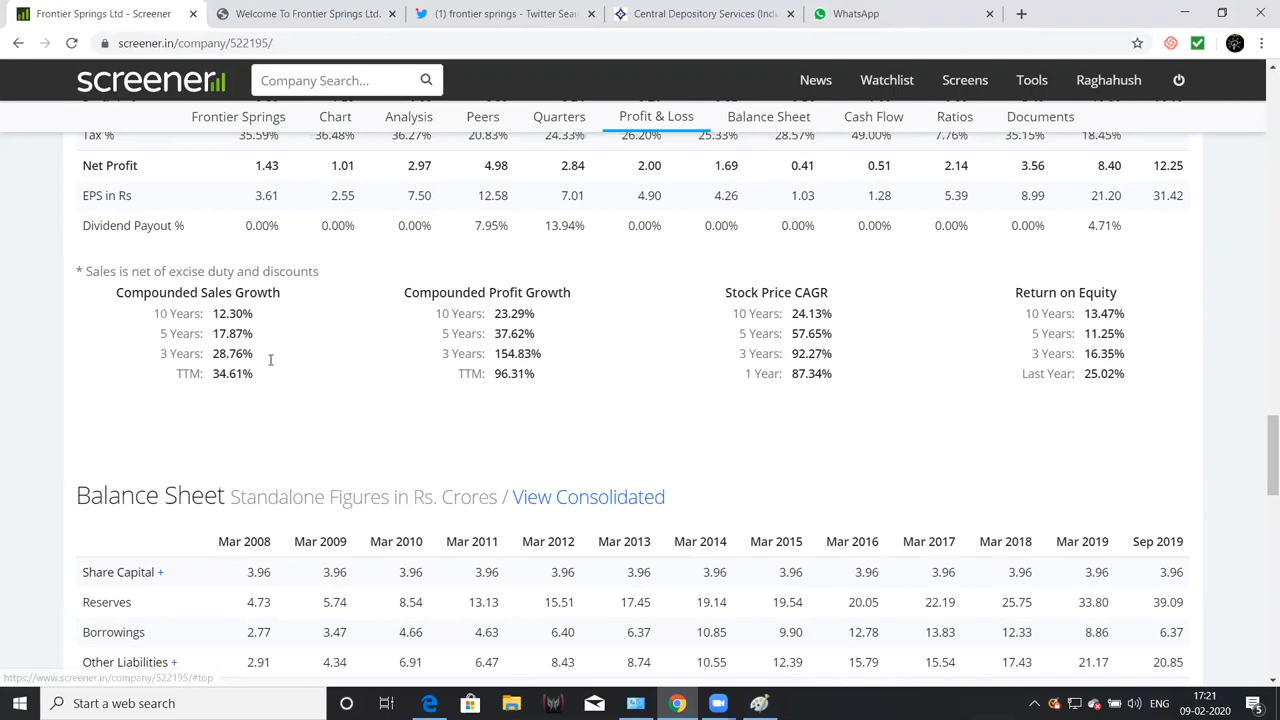 Frontier Springs Ltd - Screener
Welcome To Frontier Springs Ltd.
(1) frontier springs - Twitter Sear
Central Depository Services (Indi
WhatsApp
screener.in/company/522195/
screener
Company Search...
News Watchlist Screens Tools Raghahush
Frontier Springs Chart Analysis Peers Quarters Profit & Loss Balance Sheet Cash Flow Ratios Documents
Tax % 35.59% 36.48% 36.27% 20.83% 24.33% 26.20% 25.33% 28.57% 49.00% 7.76% 35.15% 18.45%
Net Profit 1.43 1.01 2.97 4.98 2.84 2.00 1.69 0.41 0.51 2.14 3.56 8.40 12.25
EPS in Rs 3.61 2.55 7.50 12.58 7.01 4.90 4.26 1.03 1.28 5.39 8.99 21.20 31.42
Dividend Payout % 0.00% 0.00% 0.00% 7.95% 13.94% 0.00% 0.00% 0.00% 0.00% 0.00% 0.00% 4.71%
* Sales is net of excise duty and discounts
Compounded Sales Growth
10 Years: 12.30%
5 Years: 17.87%
3 Years: 28.76%
TTM: 34.61%
Compounded Profit Growth
10 Years: 23.29%
5 Years: 37.62%
3 Years: 154.83%
TTM: 96.31%
Stock Price CAGR
10 Years: 24.13%
5 Years: 57.65%
3 Years: 92.27%
1 Year: 87.34%
Return on Equity
10 Years: 13.47%
5 Years: 11.25%
3 Years: 16.35%
Last Year: 25.02%
Balance Sheet Standalone Figures in Rs. Crores / View Consolidated
Mar 2008 Mar 2009 Mar 2010 Mar 2011 Mar 2012 Mar 2013 Mar 2014 Mar 2015 Mar 2016 Mar 2017 Mar 2018 Mar 2019 Sep 2019
Share Capital + 3.96 3.96 3.96 3.96 3.96 3.96 3.96 3.96 3.96 3.96 3.96 3.96 3.96
Reserves 4.73 5.74 8.54 13.13 15.51 17.45 19.14 19.54 20.05 22.19 25.75 33.80 39.09
Borrowings 2.77 3.47 4.66 4.63 6.40 6.37 10.85 9.90 12.78 13.83 12.33 8.86 6.37
Other Liabilities + 2.91 4.34 6.91 6.47 8.43 8.74 10.55 12.39 15.79 15.54 17.43 21.17 20.85
https://www.screener.in/company/522195/#top
Start a web search
ENG
17:21
09-02-2020
5